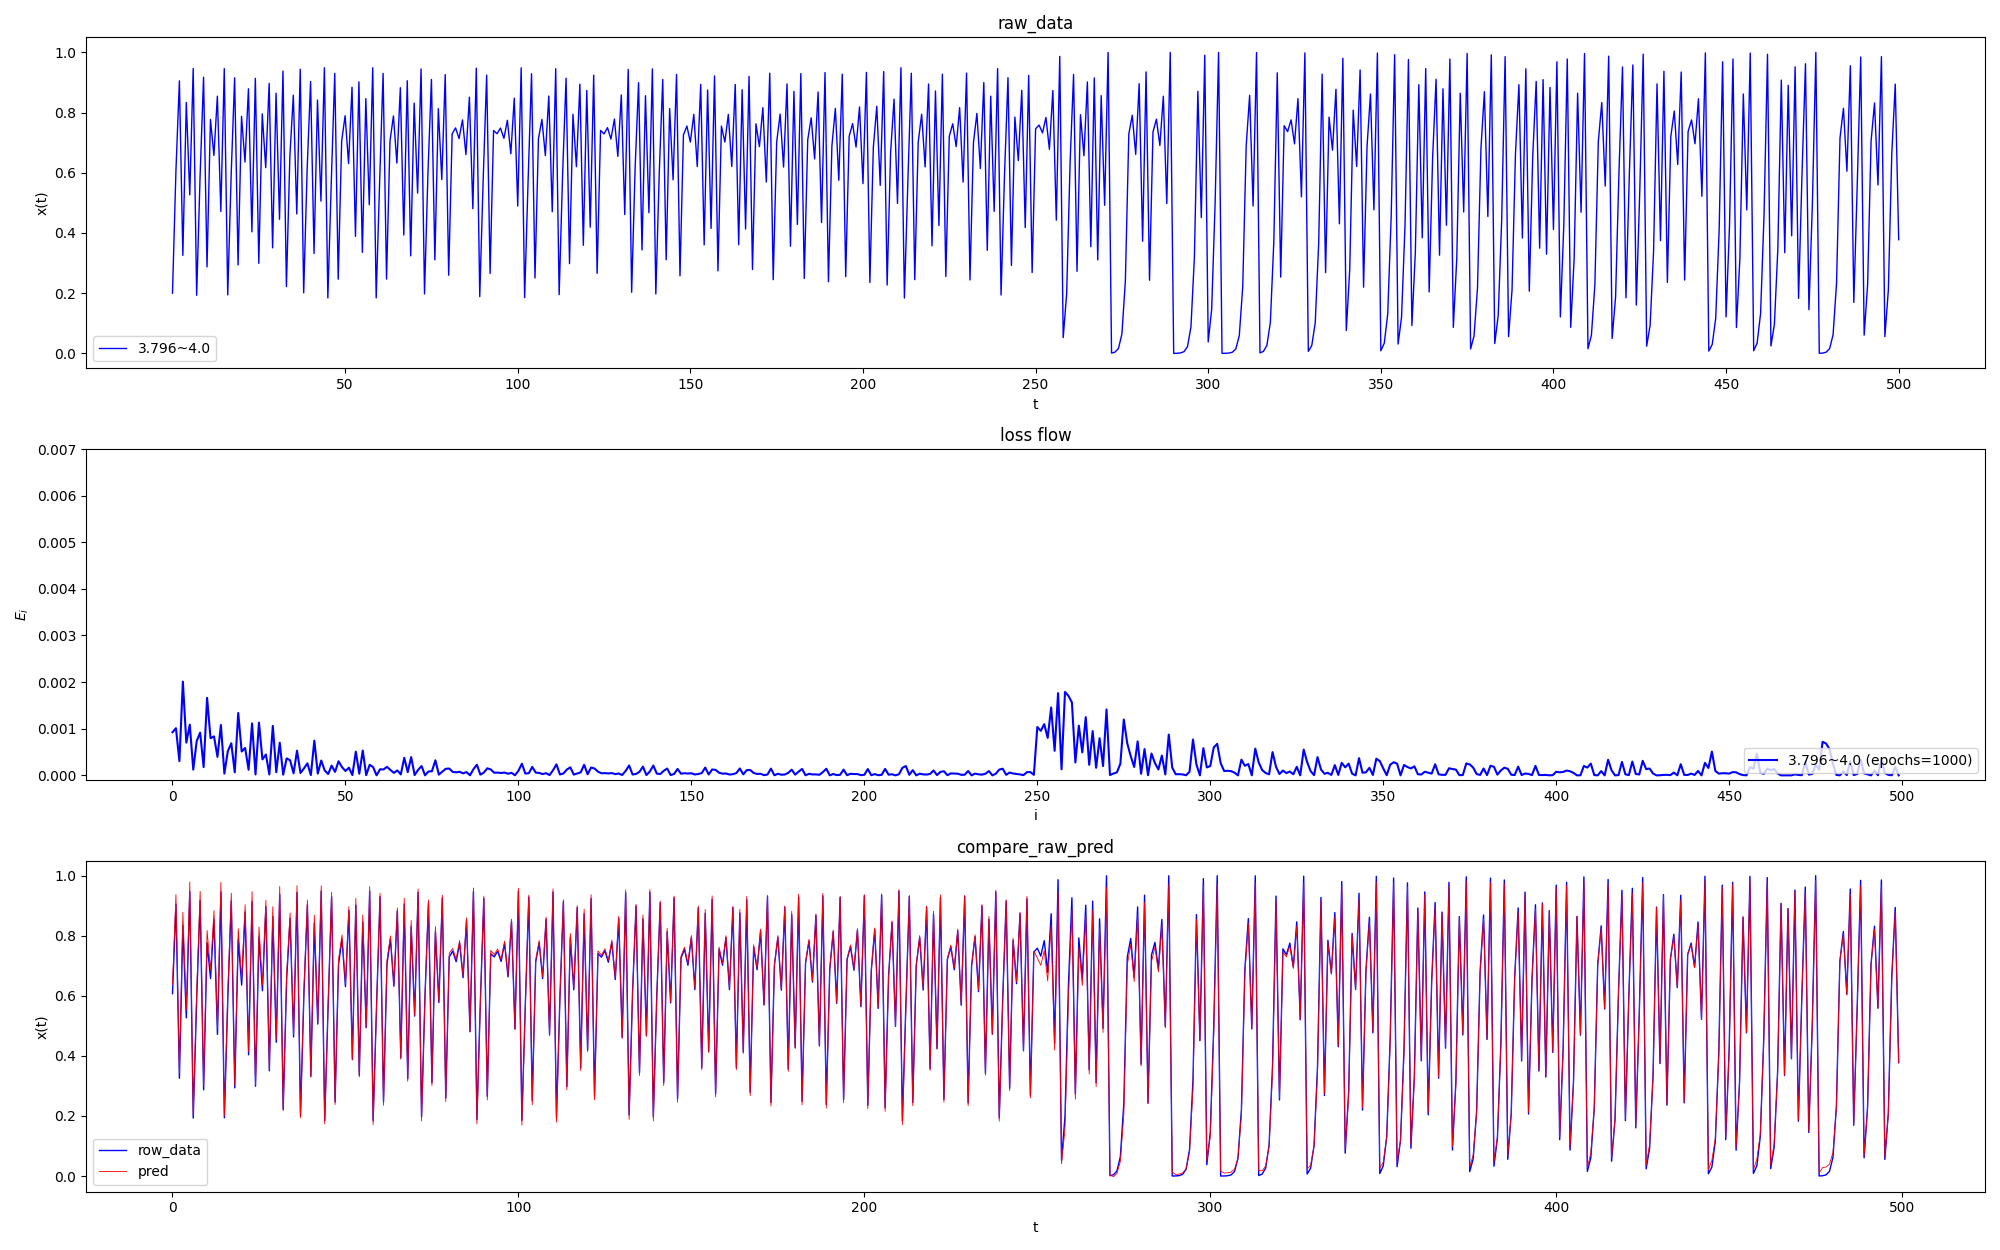 raw_data
1.0
0.8
0.6
0.4
0.2
0.0
x(t)
3.796~4.0
50 100 150 200 250 300 350 400 450 500
t
loss flow
0.007
0.006
0.005
0.004
0.003
0.002
0.001
0.000
E_i
3.796~4.0 (epochs=1000)
0 50 100 150 200 250 300 350 400 450 500
i
compare_raw_pred
1.0
0.8
0.6
0.4
0.2
0.0
x(t)
row_data
pred
0 100 200 300 400 500
t